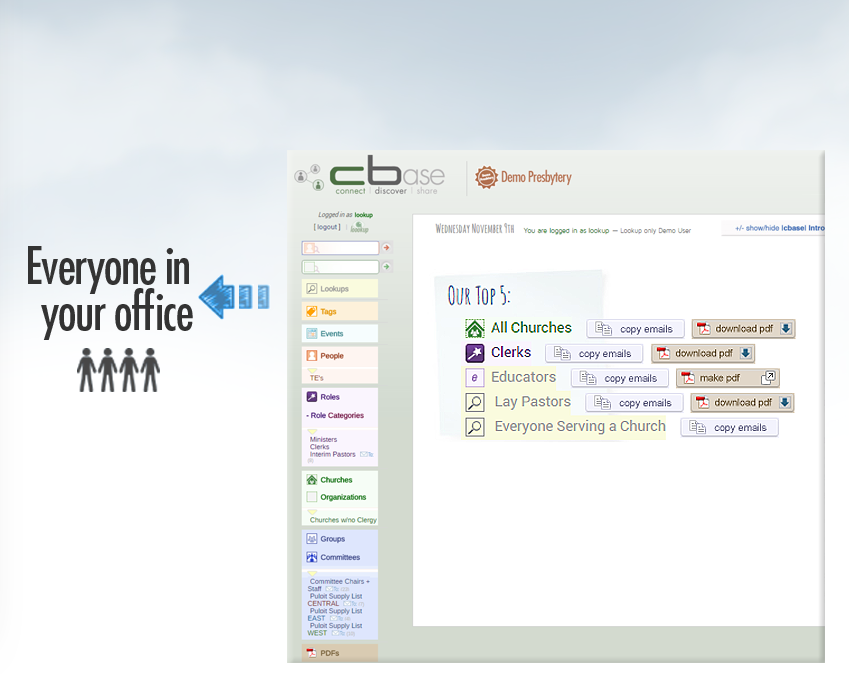 Everyone in
your office
cbase
connect | discover | share
Demo Presbytery
Logged in as lookup
[ logout ] | lookup
Lookups
Tags
Events
People
TE's
Roles
- Role Categories
Ministers
Clerks
Interim Pastors
Churches
Organizations
Churches w/no Clergy
Groups
Committees
Committee Chairs +
Staff
Pulpit Supply List
CENTRAL
Pulpit Supply List
EAST
Pulpit Supply List
WEST
PDFs
Wednesday November 9th
You are logged in as lookup — Lookup only Demo User
+/- show/hide |cbase| Intro
Our Top 5:
All Churches copy emails download pdf
Clerks copy emails download pdf
e Educators copy emails make pdf
Lay Pastors copy emails download pdf
Everyone Serving a Church copy emails